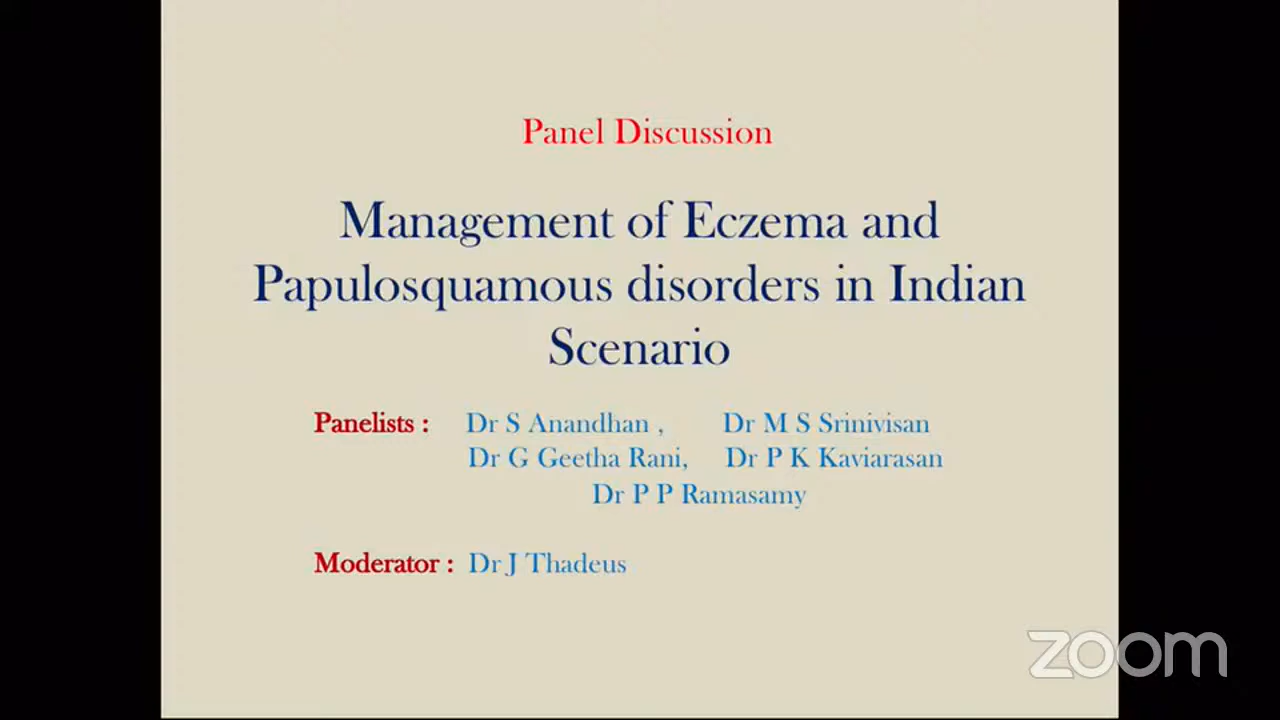 Panel Discussion
Management of Eczema and
Papulosquamous disorders in Indian
Scenario
Panelists : Dr S Anandhan , Dr M S Srinivisan
Dr G Geetha Rani, Dr P K Kaviarasan
Dr P P Ramasamy
Moderator : Dr J Thadeus
zoom